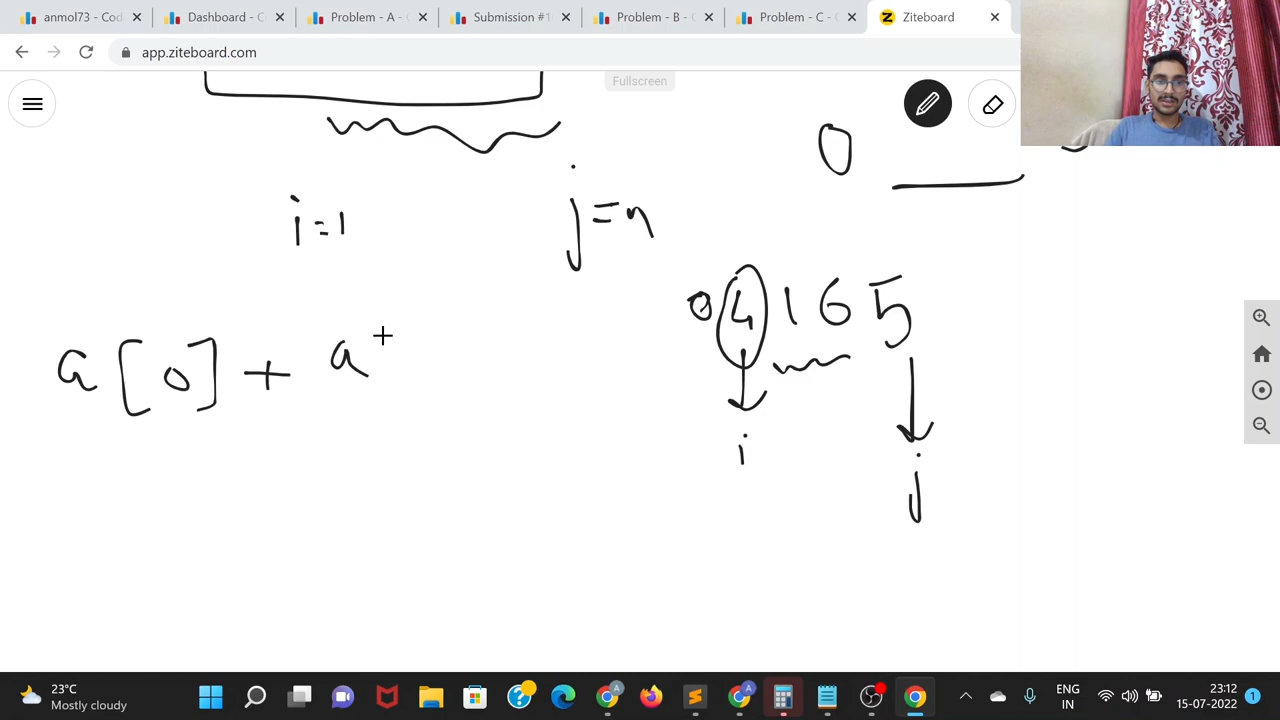 anmol73 - Cod
Dashboard - C
Problem - A - C
Submission #1
Problem - B - C
Problem - C - C
Ziteboard
app.ziteboard.com
Fullscreen
0
i=1
j=n
0 4 1 6 5
a[0] + a
i
j
23°C
Mostly cloudy
ENG
IN
23:12
15-07-2022
1